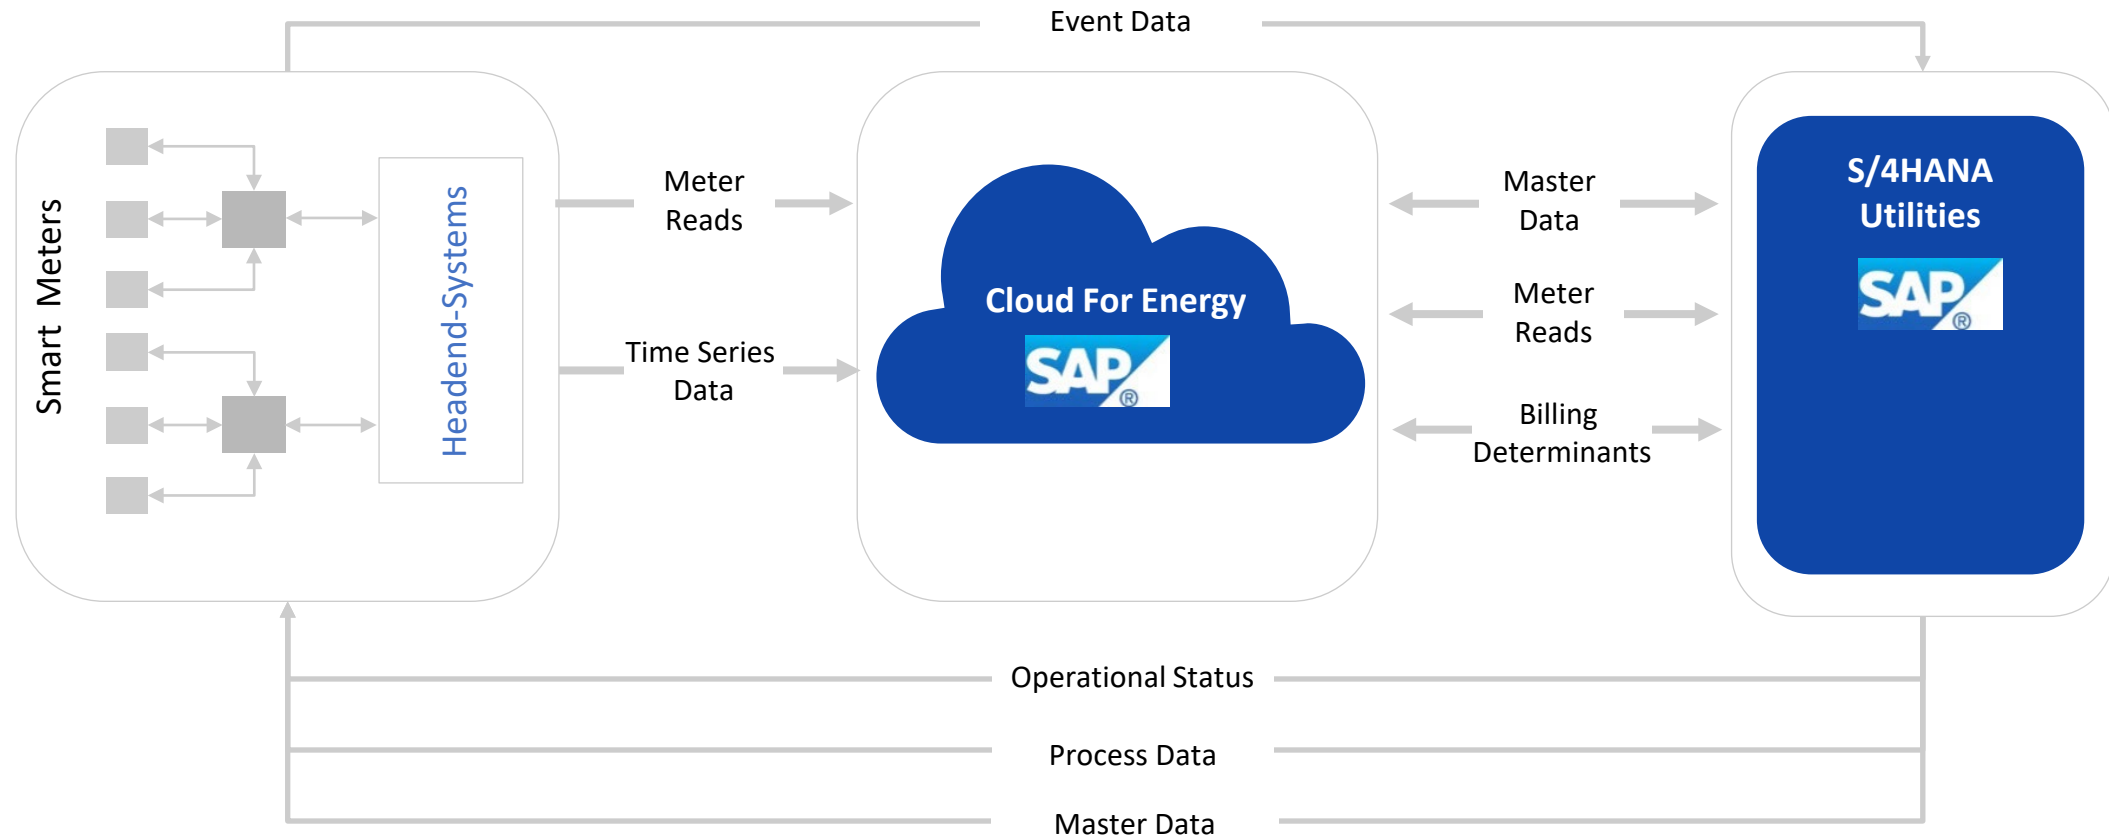 Event Data
Smart Meters
Headend-Systems
Meter
Reads
Time Series
Data
Cloud For Energy
SAP®
Master
Data
Meter
Reads
Billing
Determinants
S/4HANA
Utilities
SAP®
Operational Status
Process Data
Master Data